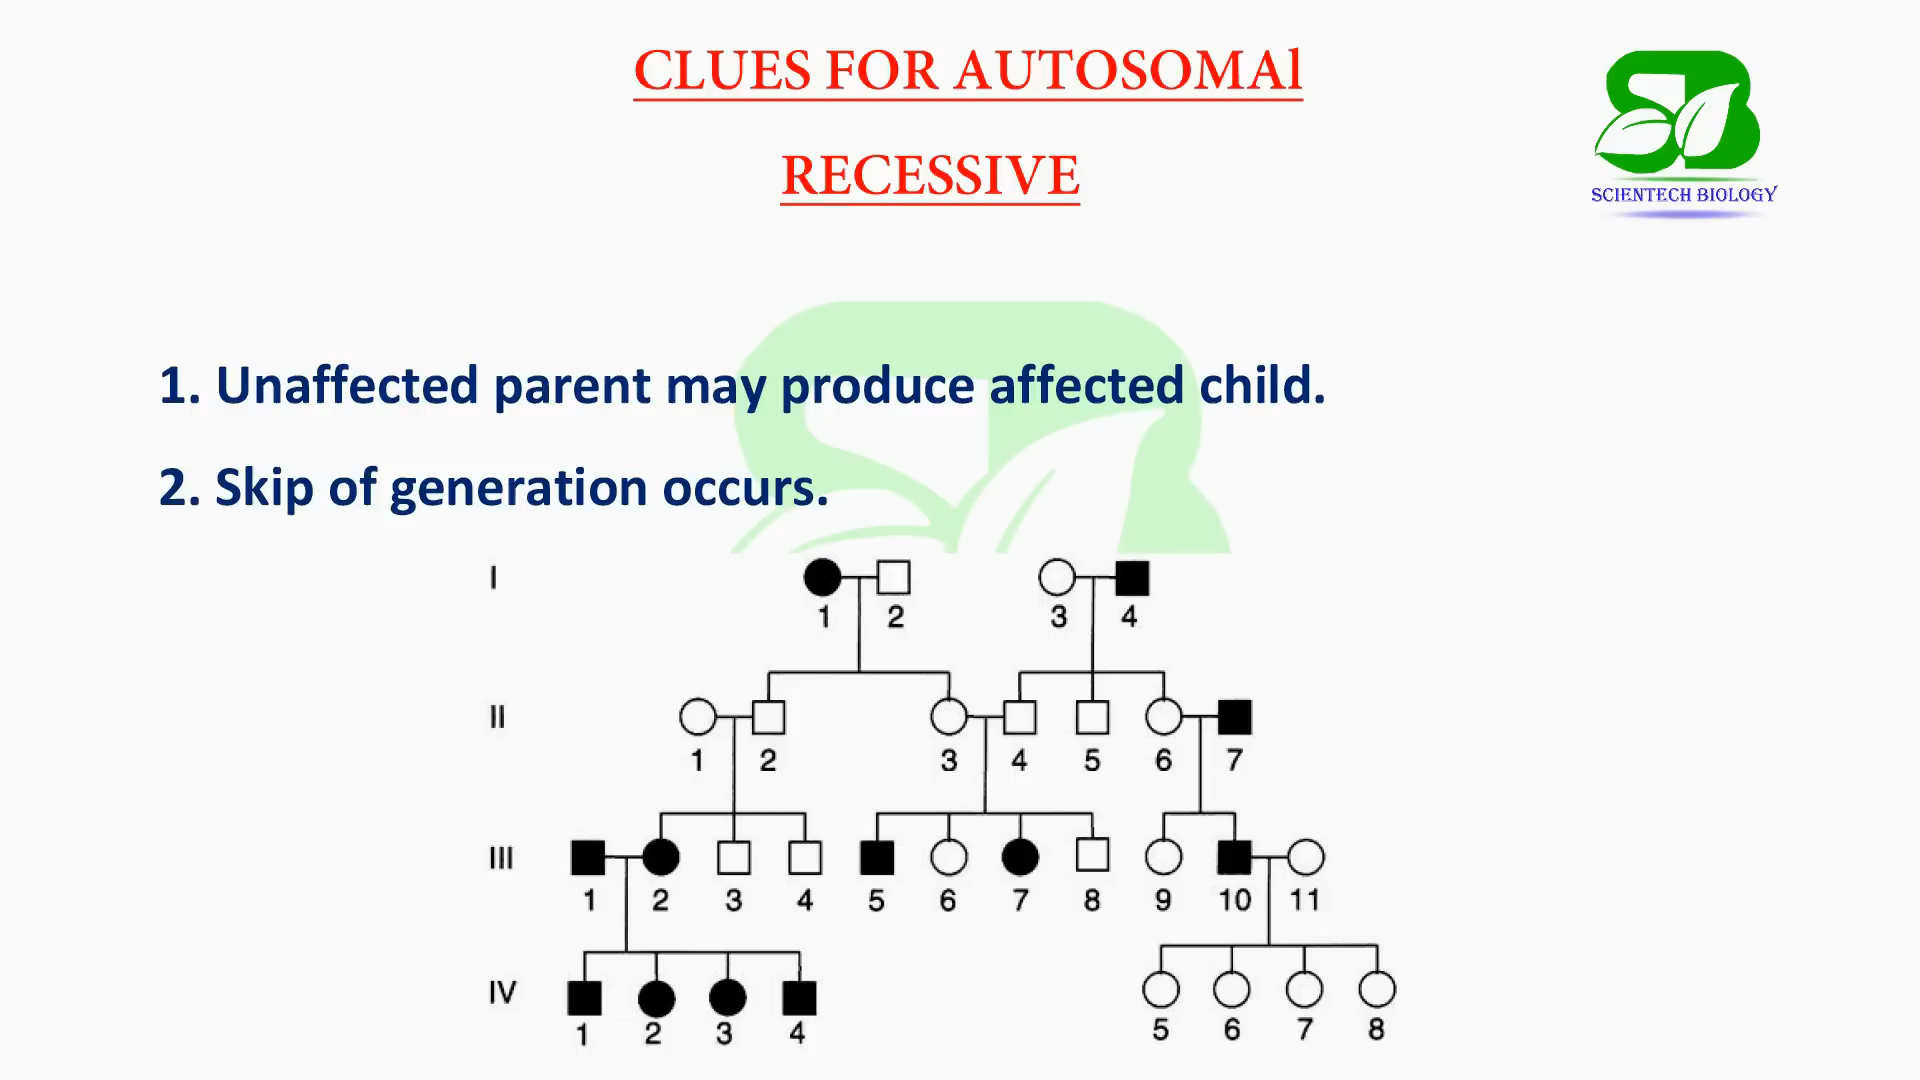 CLUES FOR AUTOSOMAl
RECESSIVE
SCIENTECH BIOLOGY
1. Unaffected parent may produce affected child.
2. Skip of generation occurs.
I
1 2 3 4
II
1 2 3 4 5 6 7
III
1 2 3 4 5 6 7 8 9 10 11
IV
1 2 3 4 5 6 7 8